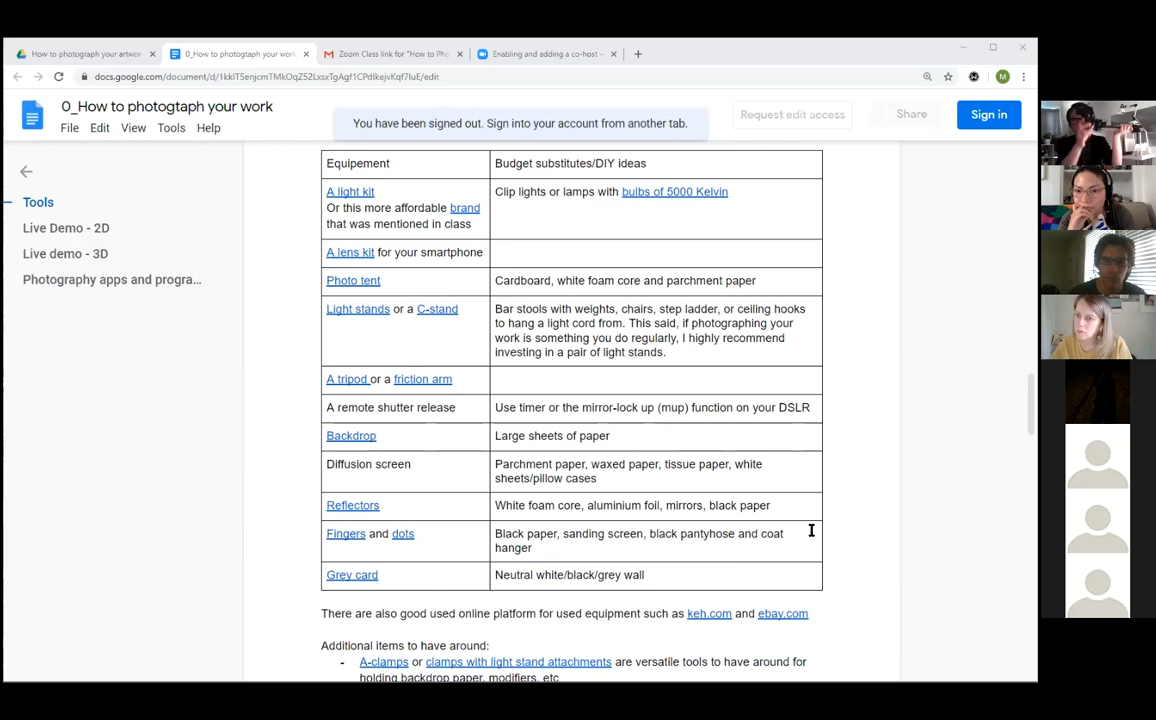 How to photograph your artwor
0_How to photogtaph your work
Zoom Class link for "How to Pho
Enabling and adding a co-host -
docs.google.com/document/d/1kklT5enjcmTMkOqZ52LxsxTgAgf1CPdIkejvKqf7IuE/edit
M
0_How to photogtaph your work
File Edit View Tools Help
You have been signed out. Sign into your account from another tab.
Request edit access
Share
Sign in
Tools
Live Demo - 2D
Live demo - 3D
Photography apps and progra...
Equipement
Budget substitutes/DIY ideas
A light kit
Or this more affordable brand
that was mentioned in class
Clip lights or lamps with bulbs of 5000 Kelvin
A lens kit for your smartphone
Photo tent
Cardboard, white foam core and parchment paper
Light stands or a C-stand
Bar stools with weights, chairs, step ladder, or ceiling hooks
to hang a light cord from. This said, if photographing your
work is something you do regularly, I highly recommend
investing in a pair of light stands.
A tripod or a friction arm
A remote shutter release
Use timer or the mirror-lock up (mup) function on your DSLR
Backdrop
Large sheets of paper
Diffusion screen
Parchment paper, waxed paper, tissue paper, white
sheets/pillow cases
Reflectors
White foam core, aluminium foil, mirrors, black paper
Fingers and dots
Black paper, sanding screen, black pantyhose and coat
hanger
Grey card
Neutral white/black/grey wall
There are also good used online platform for used equipment such as keh.com and ebay.com
Additional items to have around:
- A-clamps or clamps with light stand attachments are versatile tools to have around for
holding backdrop paper, modifiers, etc